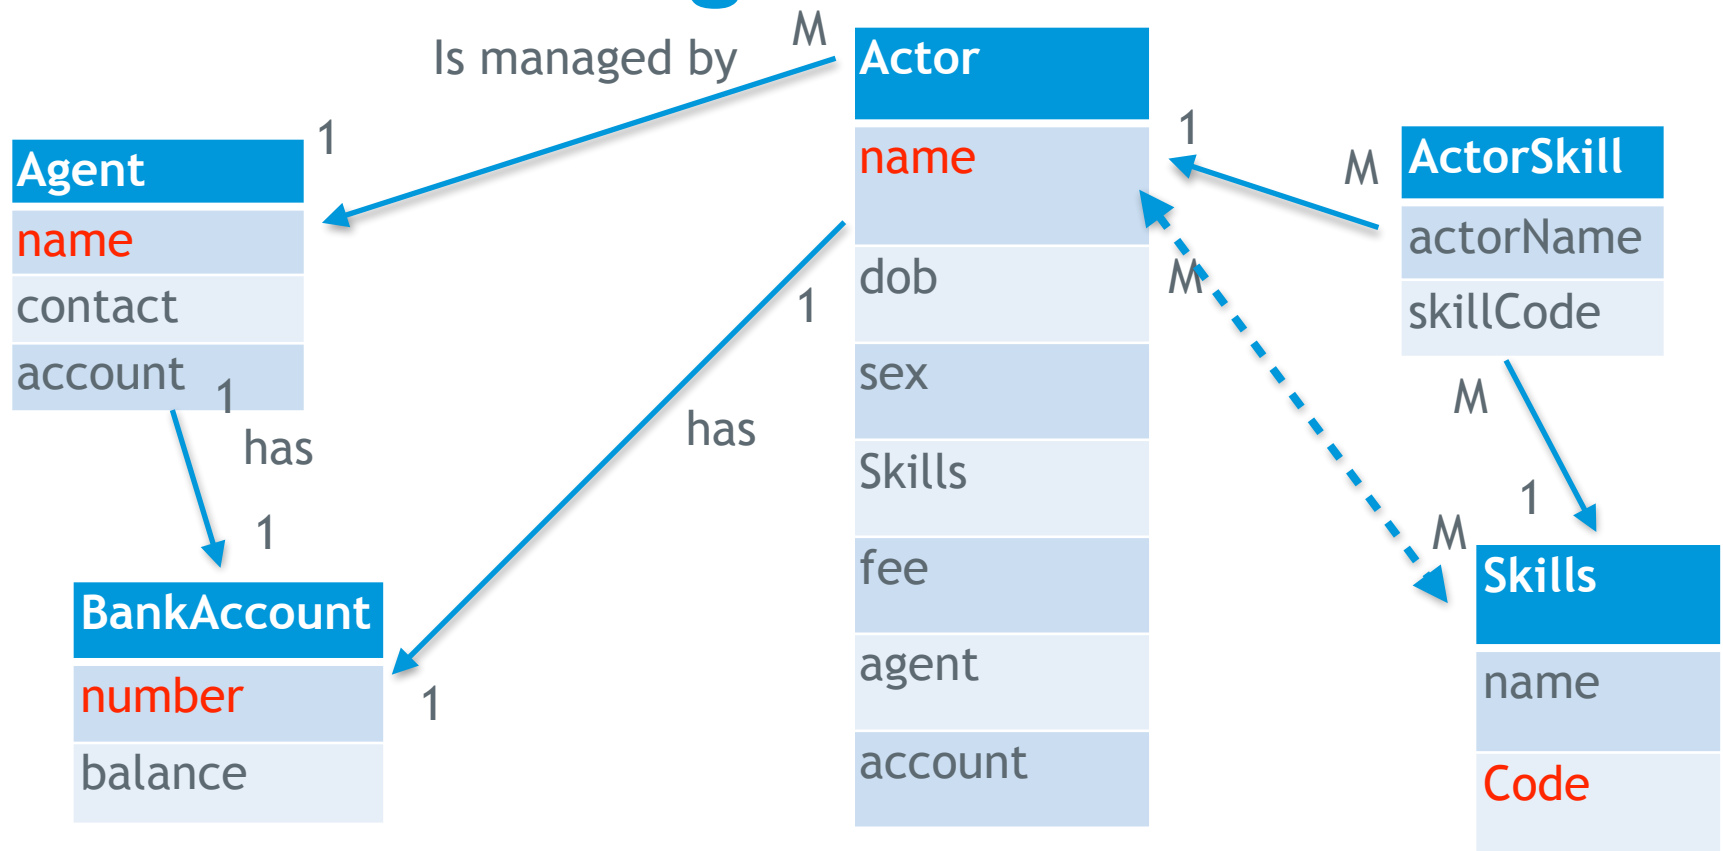 Is managed by
M
1
Agent
name
contact
account
1
has
1
BankAccount
number
balance
1
has
1
Actor
name
dob
sex
Skills
fee
agent
account
1
M
ActorSkill
actorName
skillCode
M
1
M
M
Skills
name
Code